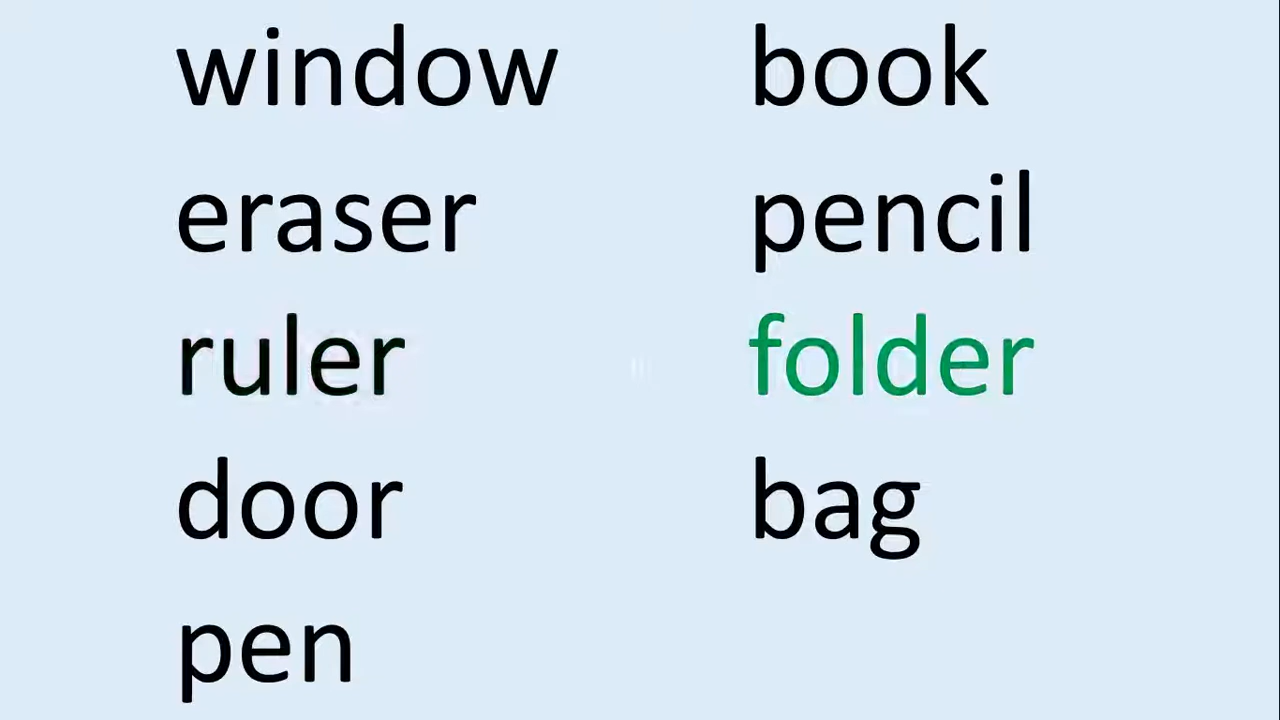 window
eraser
ruler
door
pen
book
pencil
folder
bag